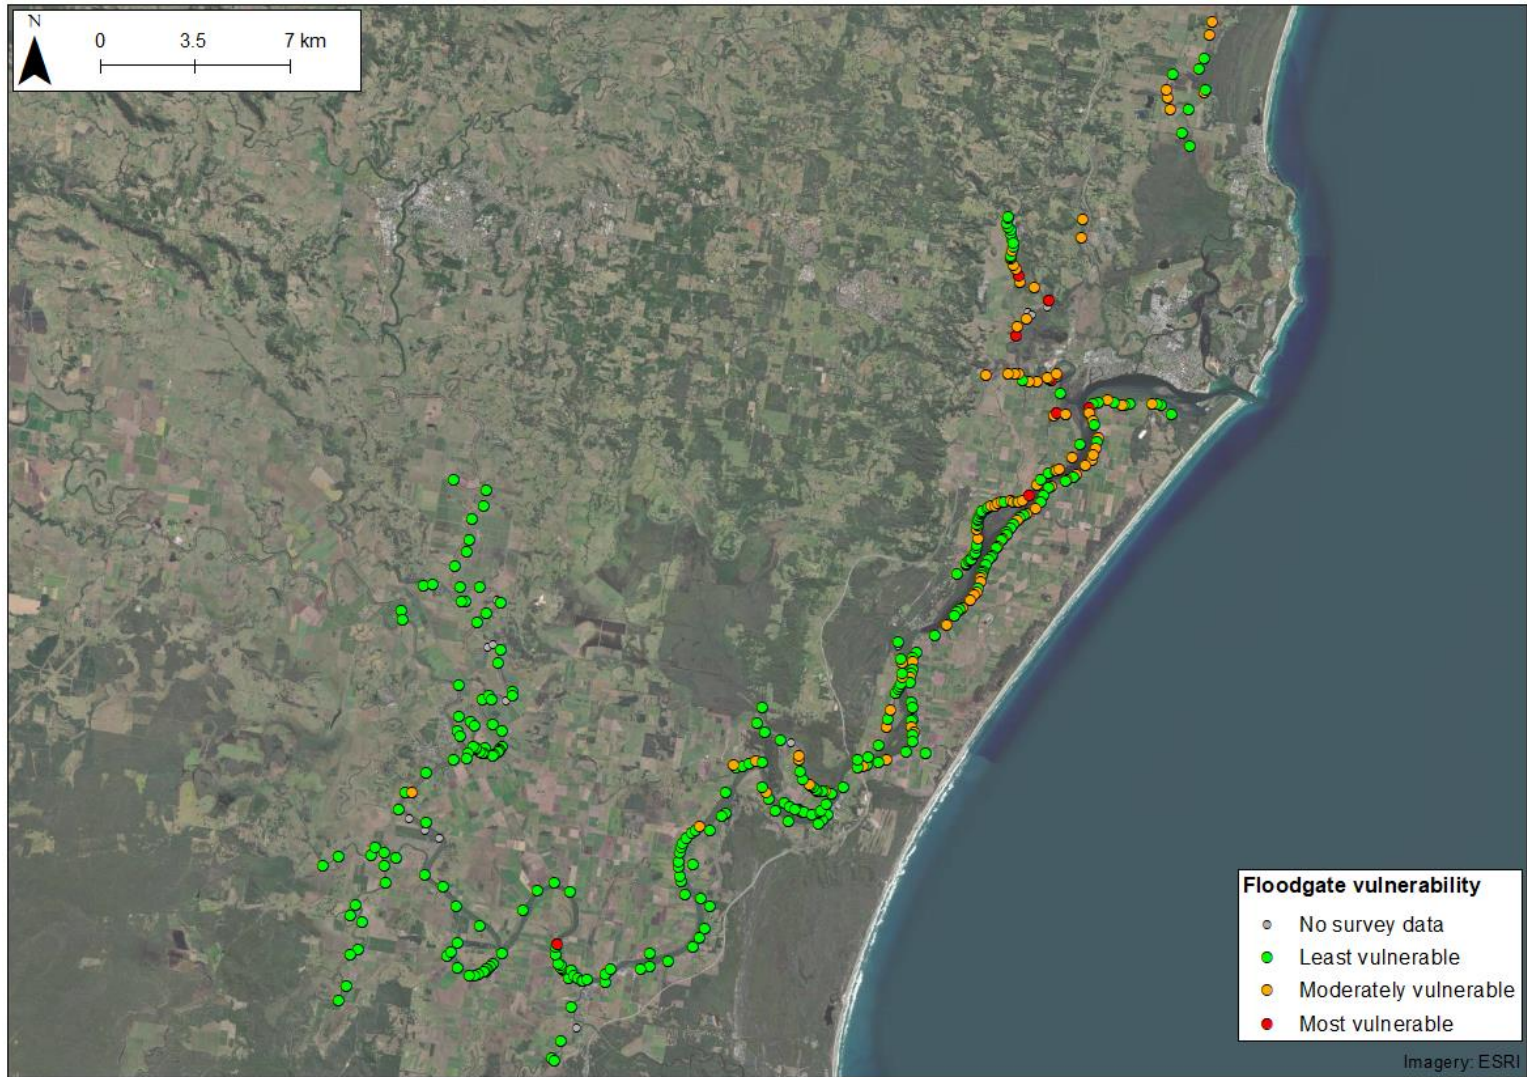 N
0 3.5 7 km
Floodgate vulnerability
No survey data
Least vulnerable
Moderately vulnerable
Most vulnerable
Imagery: ESRI